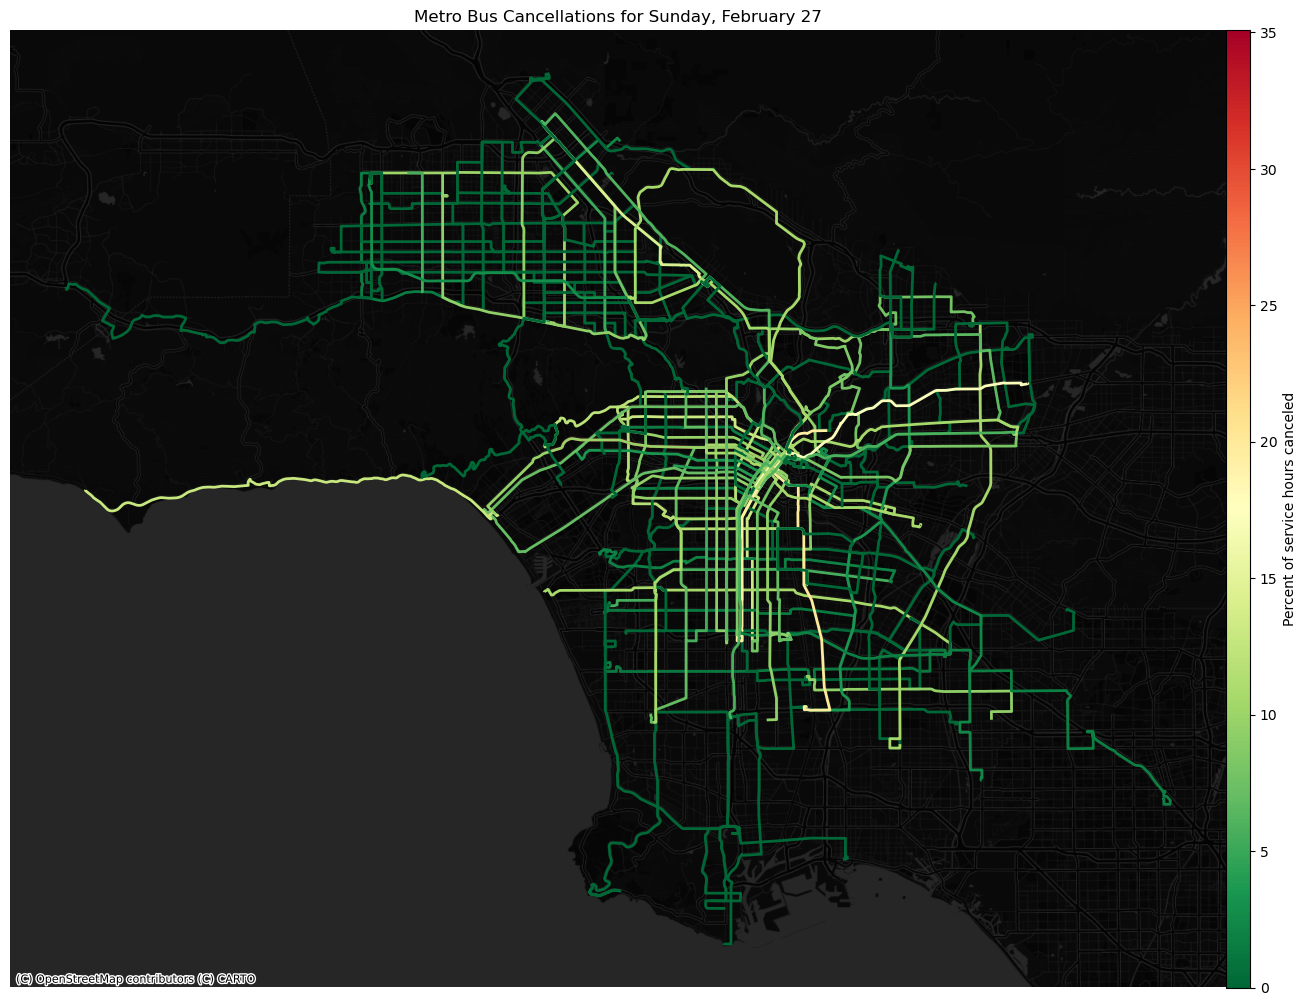 Metro Bus Cancellations for Sunday, February 27
35
30
25
20
15
10
5
0
Percent of service hours canceled
(C) OpenStreetMap contributors (C) CARTO